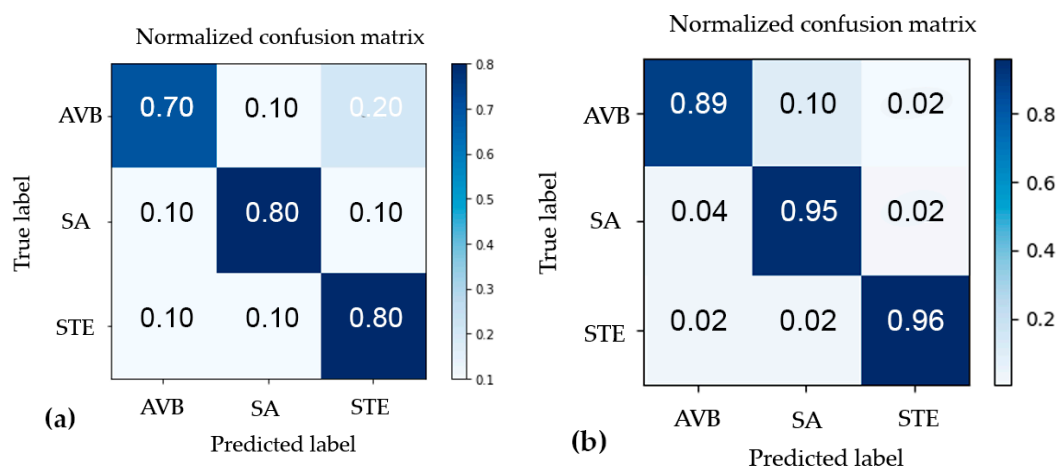 Normalized confusion matrix
True label
AVB 0.70 0.10 0.20
SA 0.10 0.80 0.10
STE 0.10 0.10 0.80
AVB SA STE
Predicted label
0.8
0.7
0.6
0.5
0.4
0.3
0.2
0.1
(a)
Normalized confusion matrix
True label
AVB 0.89 0.10 0.02
SA 0.04 0.95 0.02
STE 0.02 0.02 0.96
AVB SA STE
Predicted label
0.8
0.6
0.4
0.2
(b)